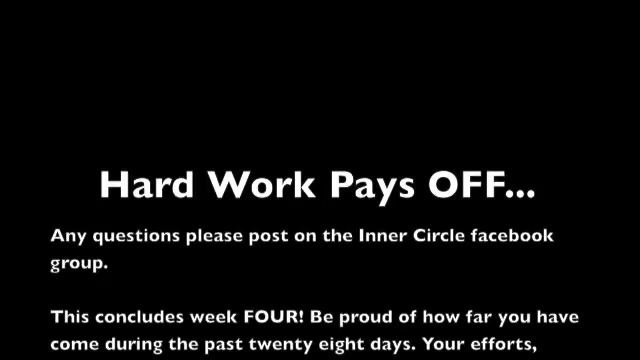 Hard Work Pays OFF...
Any questions please post on the Inner Circle facebook
group.
This concludes week FOUR! Be proud of how far you have
come during the past twenty eight days. Your efforts,